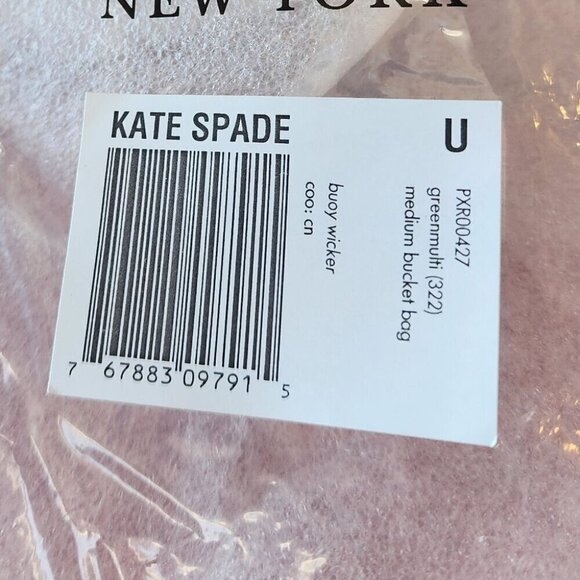 NEW YORK
KATE SPADE
U
PXR00427
greenmulti (322)
medium bucket bag
buoy wicker
coo: cn
7 67883 09791 5